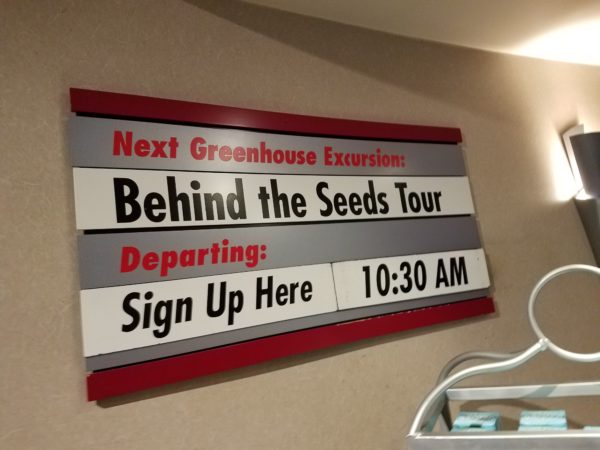 Next Greenhouse Excursion:
Behind the Seeds Tour
Departing:
Sign Up Here 10:30 AM